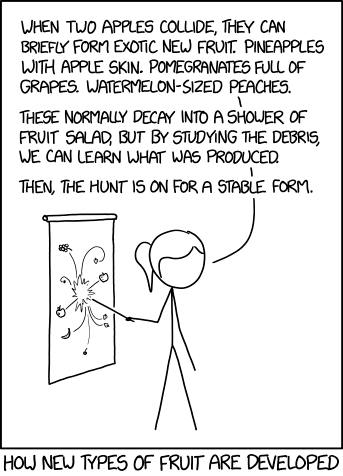 WHEN TWO APPLES COLLIDE, THEY CAN
BRIEFLY FORM EXOTIC NEW FRUIT. PINEAPPLES
WITH APPLE SKIN. POMEGRANATES FULL OF
GRAPES. WATERMELON-SIZED PEACHES.
THESE NORMALLY DECAY INTO A SHOWER OF
FRUIT SALAD, BUT BY STUDYING THE DEBRIS,
WE CAN LEARN WHAT WAS PRODUCED.
THEN, THE HUNT IS ON FOR A STABLE FORM.
HOW NEW TYPES OF FRUIT ARE DEVELOPED